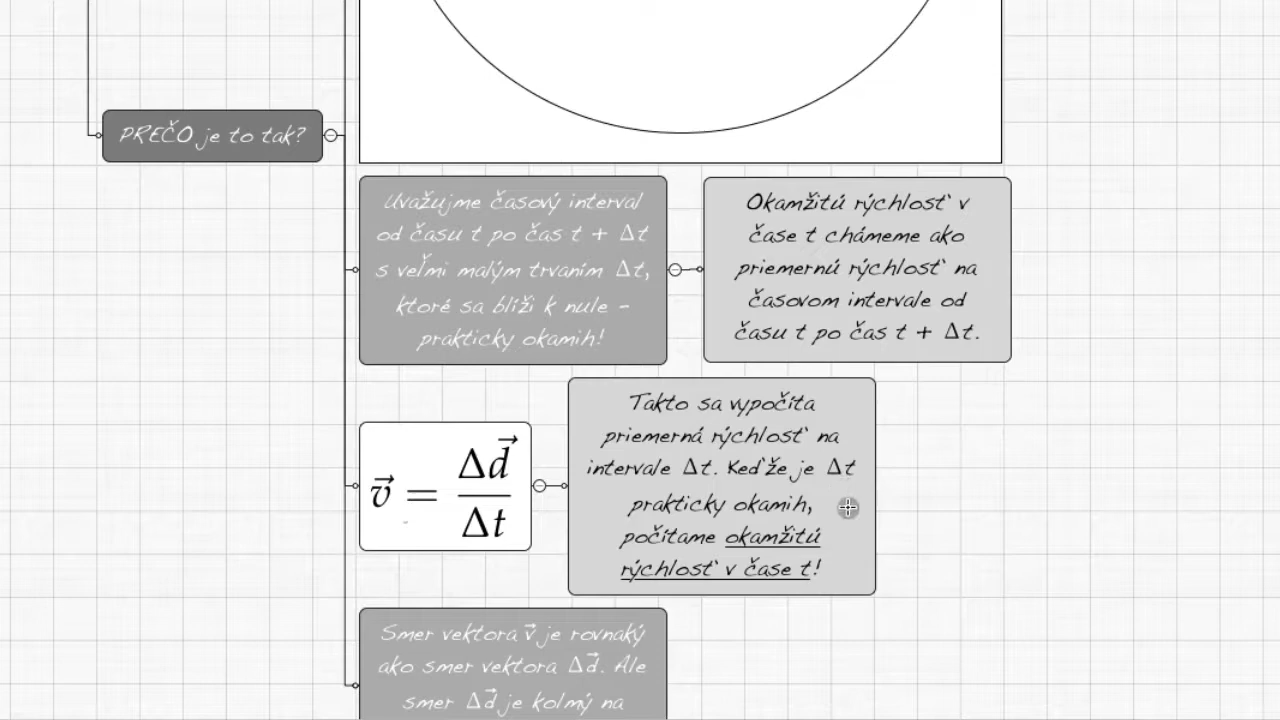 PREČO je to tak?
Uvažujme časový interval
od času t po čas t + Δt
s veľmi malým trvaním Δt,
ktoré sa blíži k nule -
prakticky okamih!
Okamžitú rýchlosť v
čase t chámeme ako
priemernú rýchlosť na
časovom intervale od
času t po čas t + Δt.
v⃗ = Δd⃗ / Δt
Takto sa vypočíta
priemerná rýchlosť na
intervale Δt. Keďže je Δt
prakticky okamih,
počítame okamžitú
rýchlosť v čase t!
Smer vektora v⃗ je rovnaký
ako smer vektora Δd⃗. Ale
smer Δd⃗ je kolmý na